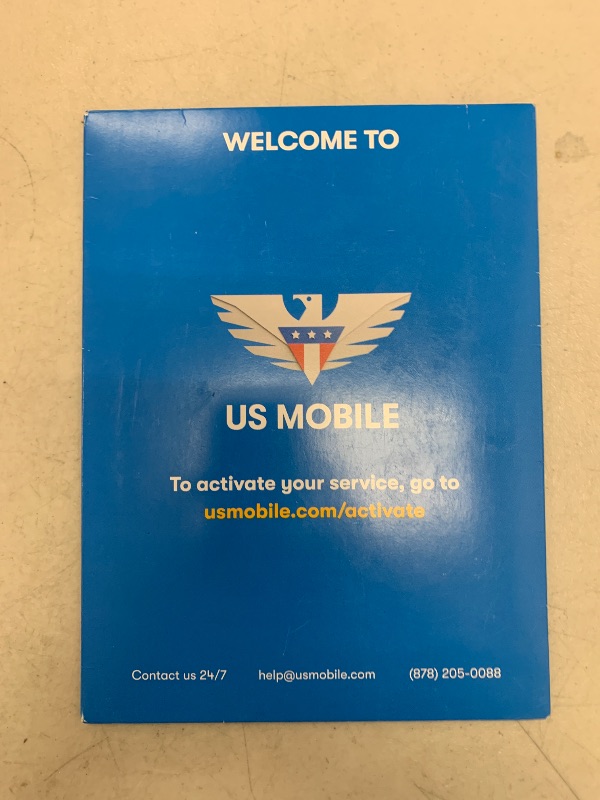 WELCOME TO
US MOBILE
To activate your service, go to
usmobile.com/activate
Contact us 24/7 help@usmobile.com (878) 205-0088